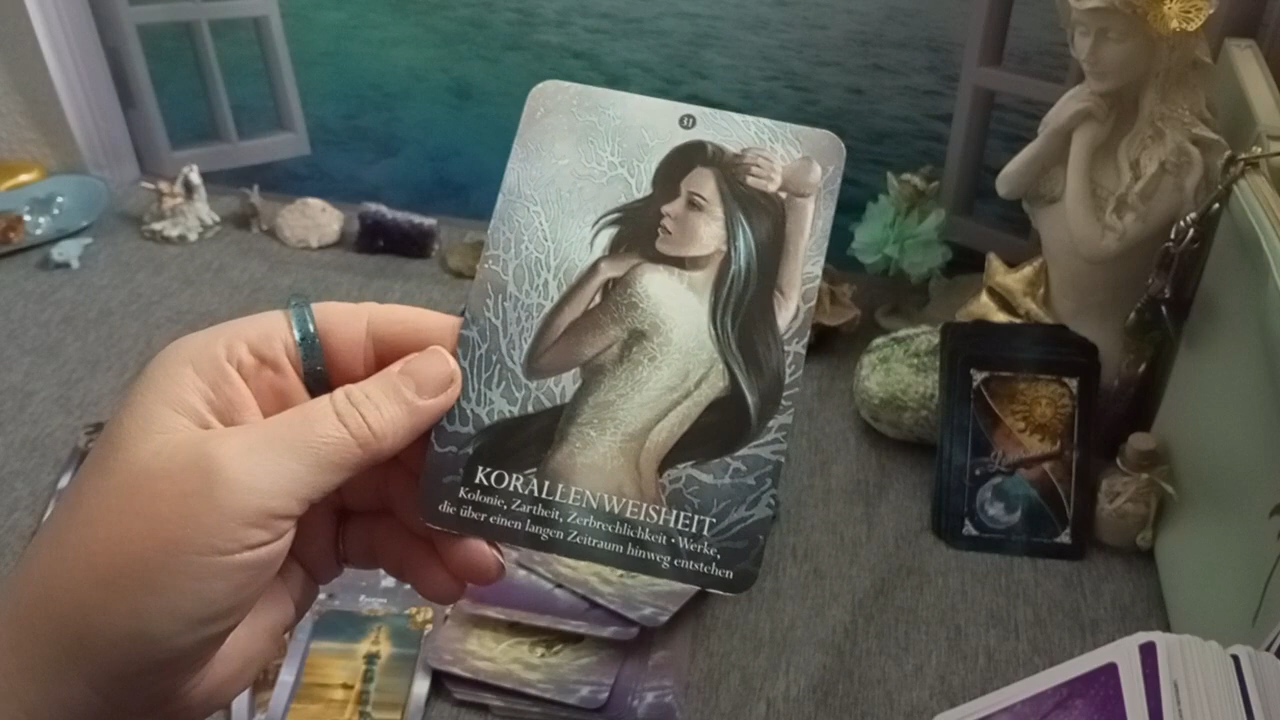 31
KORALLENWEISHEIT
Kolonie, Zartheit, Zerbrechlichkeit • Werke,
die über einen langen Zeitraum hinweg entstehen